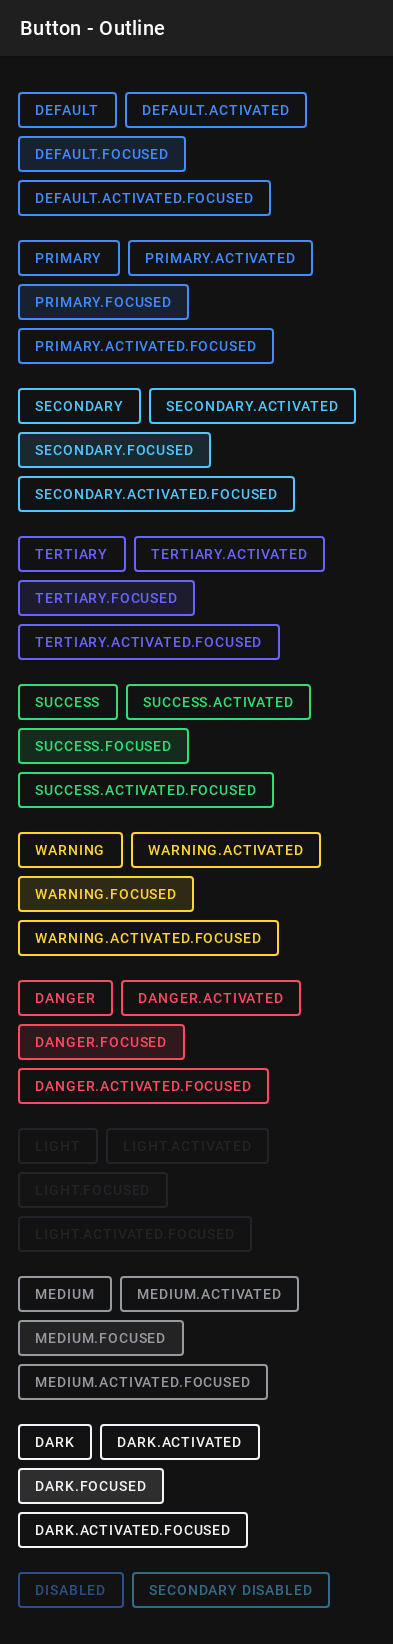 Button - Outline
DEFAULT DEFAULT.ACTIVATED
DEFAULT.FOCUSED
DEFAULT.ACTIVATED.FOCUSED
PRIMARY PRIMARY.ACTIVATED
PRIMARY.FOCUSED
PRIMARY.ACTIVATED.FOCUSED
SECONDARY SECONDARY.ACTIVATED
SECONDARY.FOCUSED
SECONDARY.ACTIVATED.FOCUSED
TERTIARY TERTIARY.ACTIVATED
TERTIARY.FOCUSED
TERTIARY.ACTIVATED.FOCUSED
SUCCESS SUCCESS.ACTIVATED
SUCCESS.FOCUSED
SUCCESS.ACTIVATED.FOCUSED
WARNING WARNING.ACTIVATED
WARNING.FOCUSED
WARNING.ACTIVATED.FOCUSED
DANGER DANGER.ACTIVATED
DANGER.FOCUSED
DANGER.ACTIVATED.FOCUSED
LIGHT LIGHT.ACTIVATED
LIGHT.FOCUSED
LIGHT.ACTIVATED.FOCUSED
MEDIUM MEDIUM.ACTIVATED
MEDIUM.FOCUSED
MEDIUM.ACTIVATED.FOCUSED
DARK DARK.ACTIVATED
DARK.FOCUSED
DARK.ACTIVATED.FOCUSED
DISABLED SECONDARY DISABLED